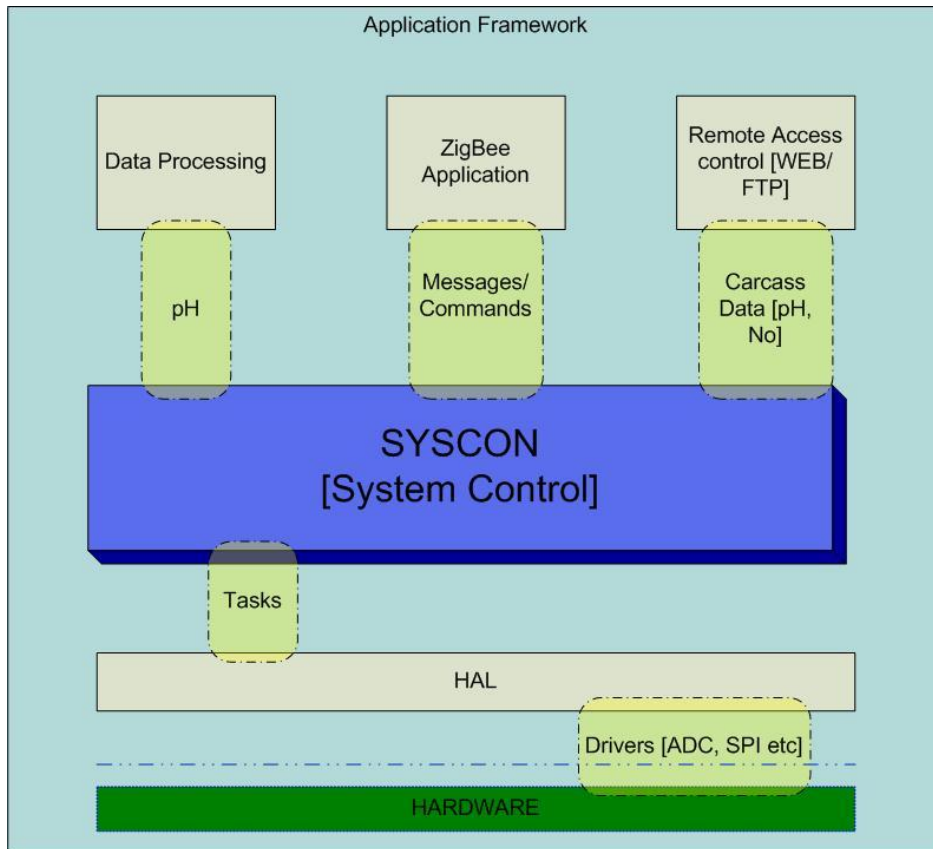 Application Framework
Data Processing
ZigBee
Application
Remote Access
control [WEB/
FTP]
pH
Messages/
Commands
Carcass
Data [pH,
No]
SYSCON
[System Control]
Tasks
HAL
Drivers [ADC, SPI etc]
HARDWARE